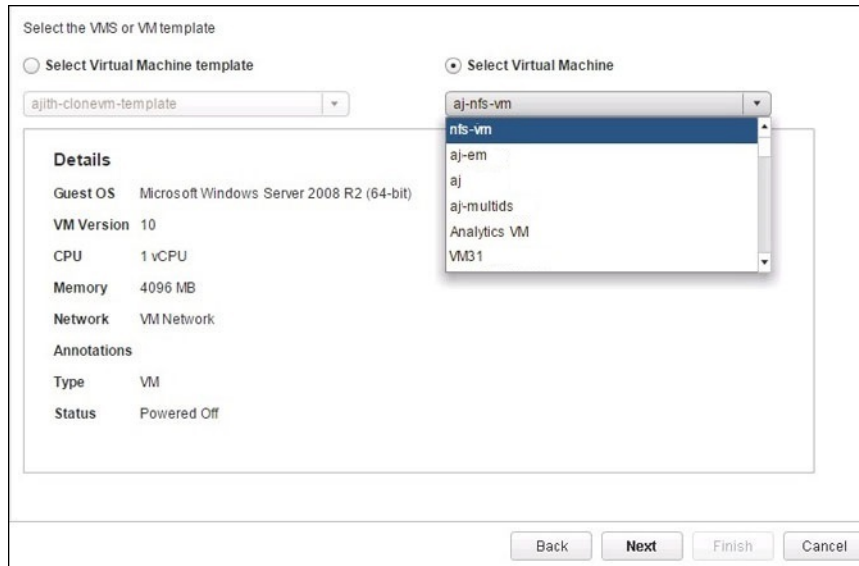 Select the VMS or VM template
Select Virtual Machine template
Select Virtual Machine
ajith-clonevm-template
aj-nfs-vm
nfs-vm
aj-em
aj
aj-multids
Analytics VM
VM31
Details
Guest OS Microsoft Windows Server 2008 R2 (64-bit)
VM Version 10
CPU 1 vCPU
Memory 4096 MB
Network VM Network
Annotations
Type VM
Status Powered Off
Back Next Finish Cancel